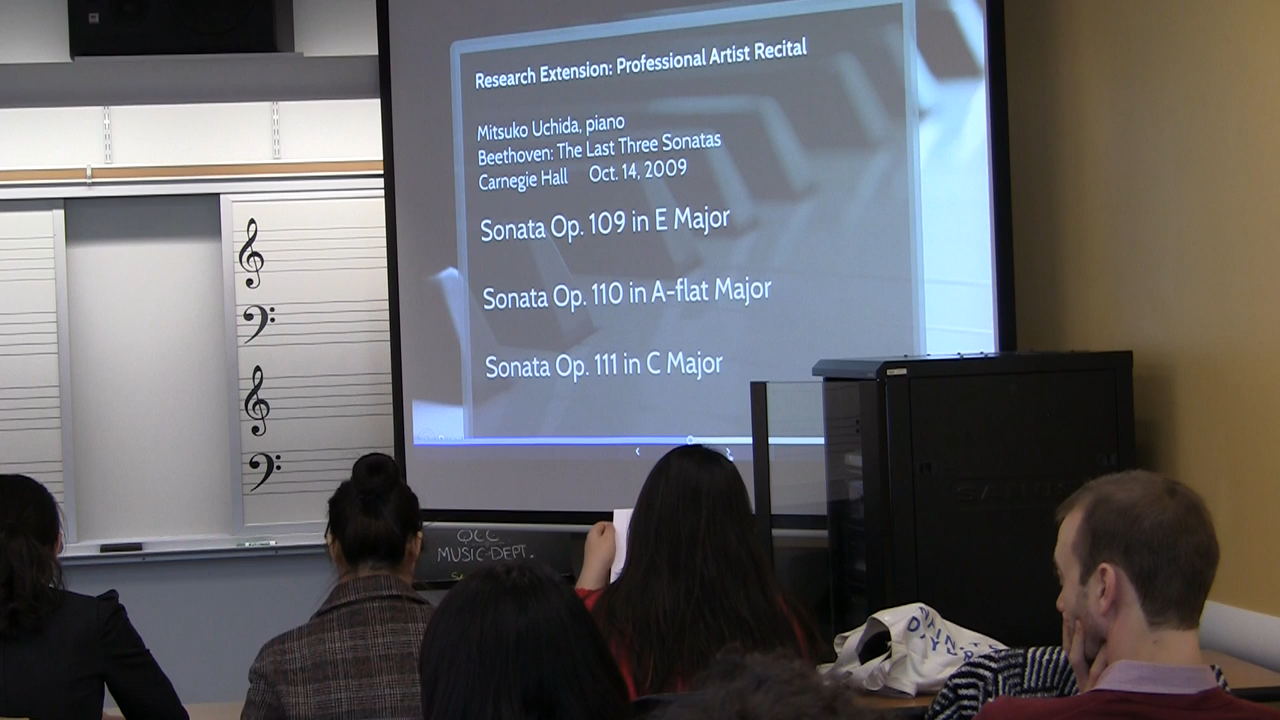 Research Extension: Professional Artist Recital
Mitsuko Uchida, piano
Beethoven: The Last Three Sonatas
Carnegie Hall Oct. 14, 2009
Sonata Op. 109 in E Major
Sonata Op. 110 in A-flat Major
Sonata Op. 111 in C Major
QCC
MUSIC DEPT.